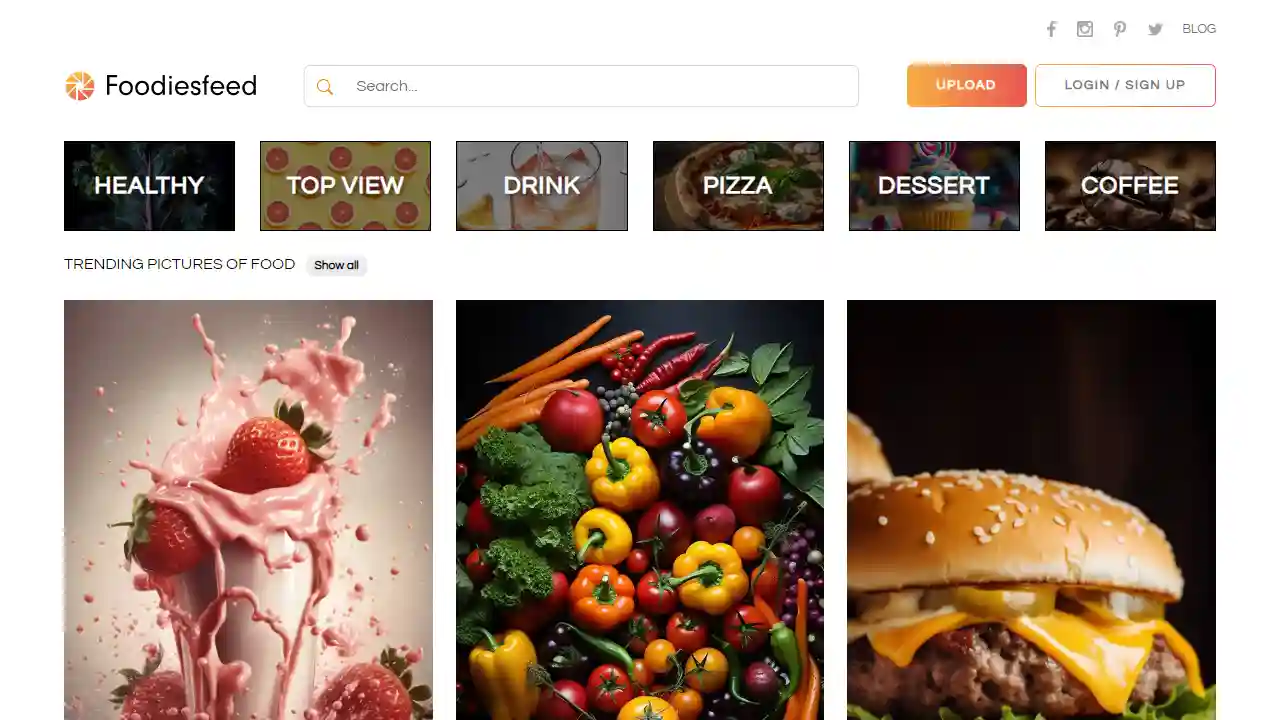 BLOG
Foodiesfeed
Search...
UPLOAD
LOGIN / SIGN UP
HEALTHY
TOP VIEW
DRINK
PIZZA
DESSERT
COFFEE
TRENDING PICTURES OF FOOD
Show all